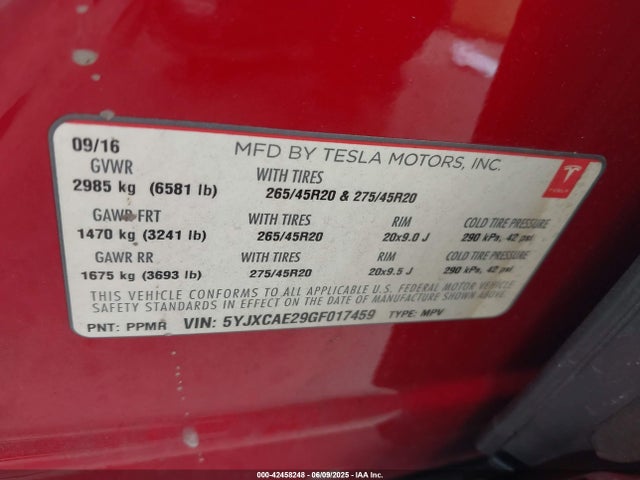 09/16
MFD BY TESLA MOTORS, INC.
GVWR WITH TIRES
2985 kg (6581 lb) 265/45R20 & 275/45R20
GAWR FRT WITH TIRES RIM COLD TIRE PRESSURE
1470 kg (3241 lb) 265/45R20 20x9.0 J 290 kPs, 42 psi
GAWR RR WITH TIRES RIM COLD TIRE PRESSURE
1675 kg (3693 lb) 275/45R20 20x9.5 J 290 kPs, 42 psi
THIS VEHICLE CONFORMS TO ALL APPLICABLE U.S. FEDERAL MOTOR VEHICLE
SAFETY STANDARDS IN EFFECT ON THE DATE OF MANUFACTURE SHOWN ABOVE.
PNT: PPMR VIN: 5YJXCAE29GF017459 TYPE: MPV
TESLA
000-42458248 - 06/09/2025 - IAA Inc.